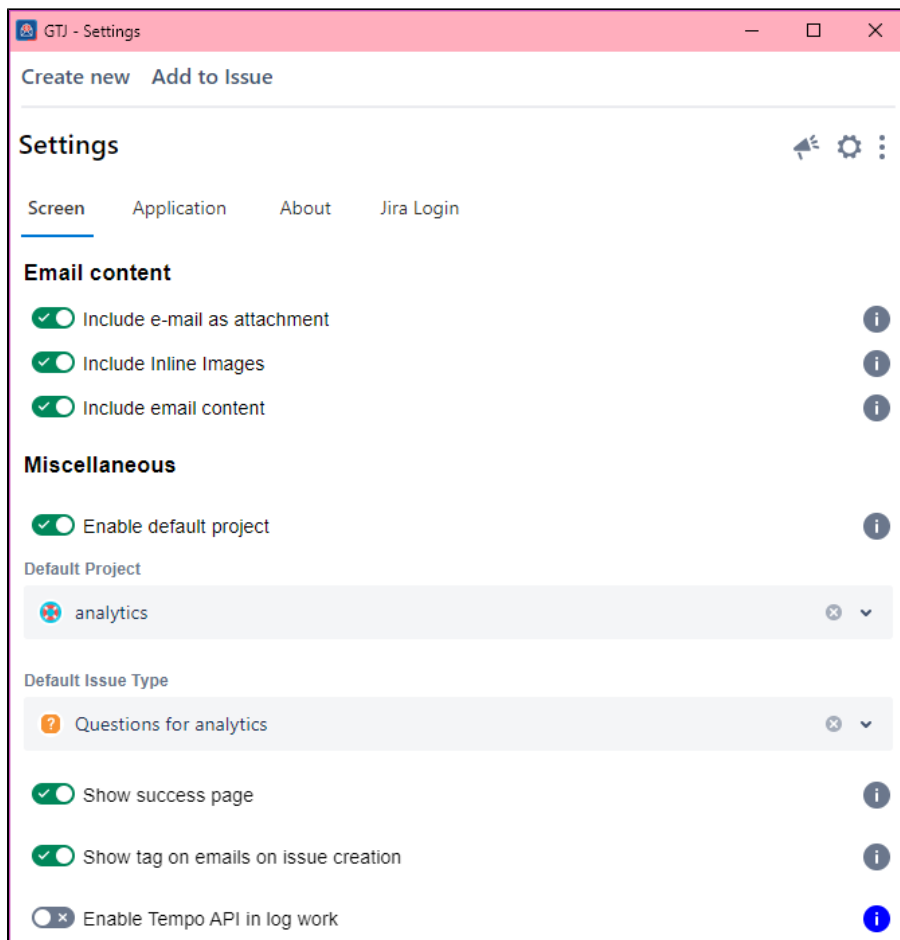 GTJ - Settings
Create new Add to Issue
Settings
Screen Application About Jira Login
Email content
Include e-mail as attachment
Include Inline Images
Include email content
Miscellaneous
Enable default project
Default Project
analytics
Default Issue Type
Questions for analytics
Show success page
Show tag on emails on issue creation
Enable Tempo API in log work